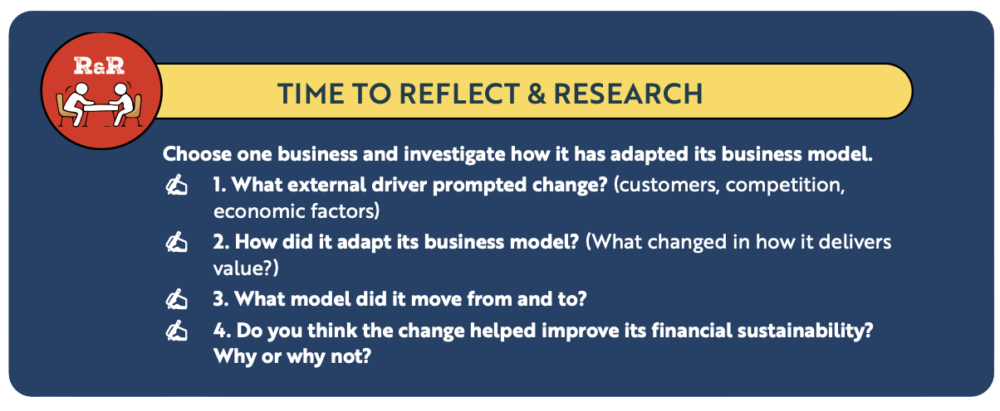 R&R
TIME TO REFLECT & RESEARCH
Choose one business and investigate how it has adapted its business model.
1. What external driver prompted change? (customers, competition,
economic factors)
2. How did it adapt its business model? (What changed in how it delivers
value?)
3. What model did it move from and to?
4. Do you think the change helped improve its financial sustainability?
Why or why not?